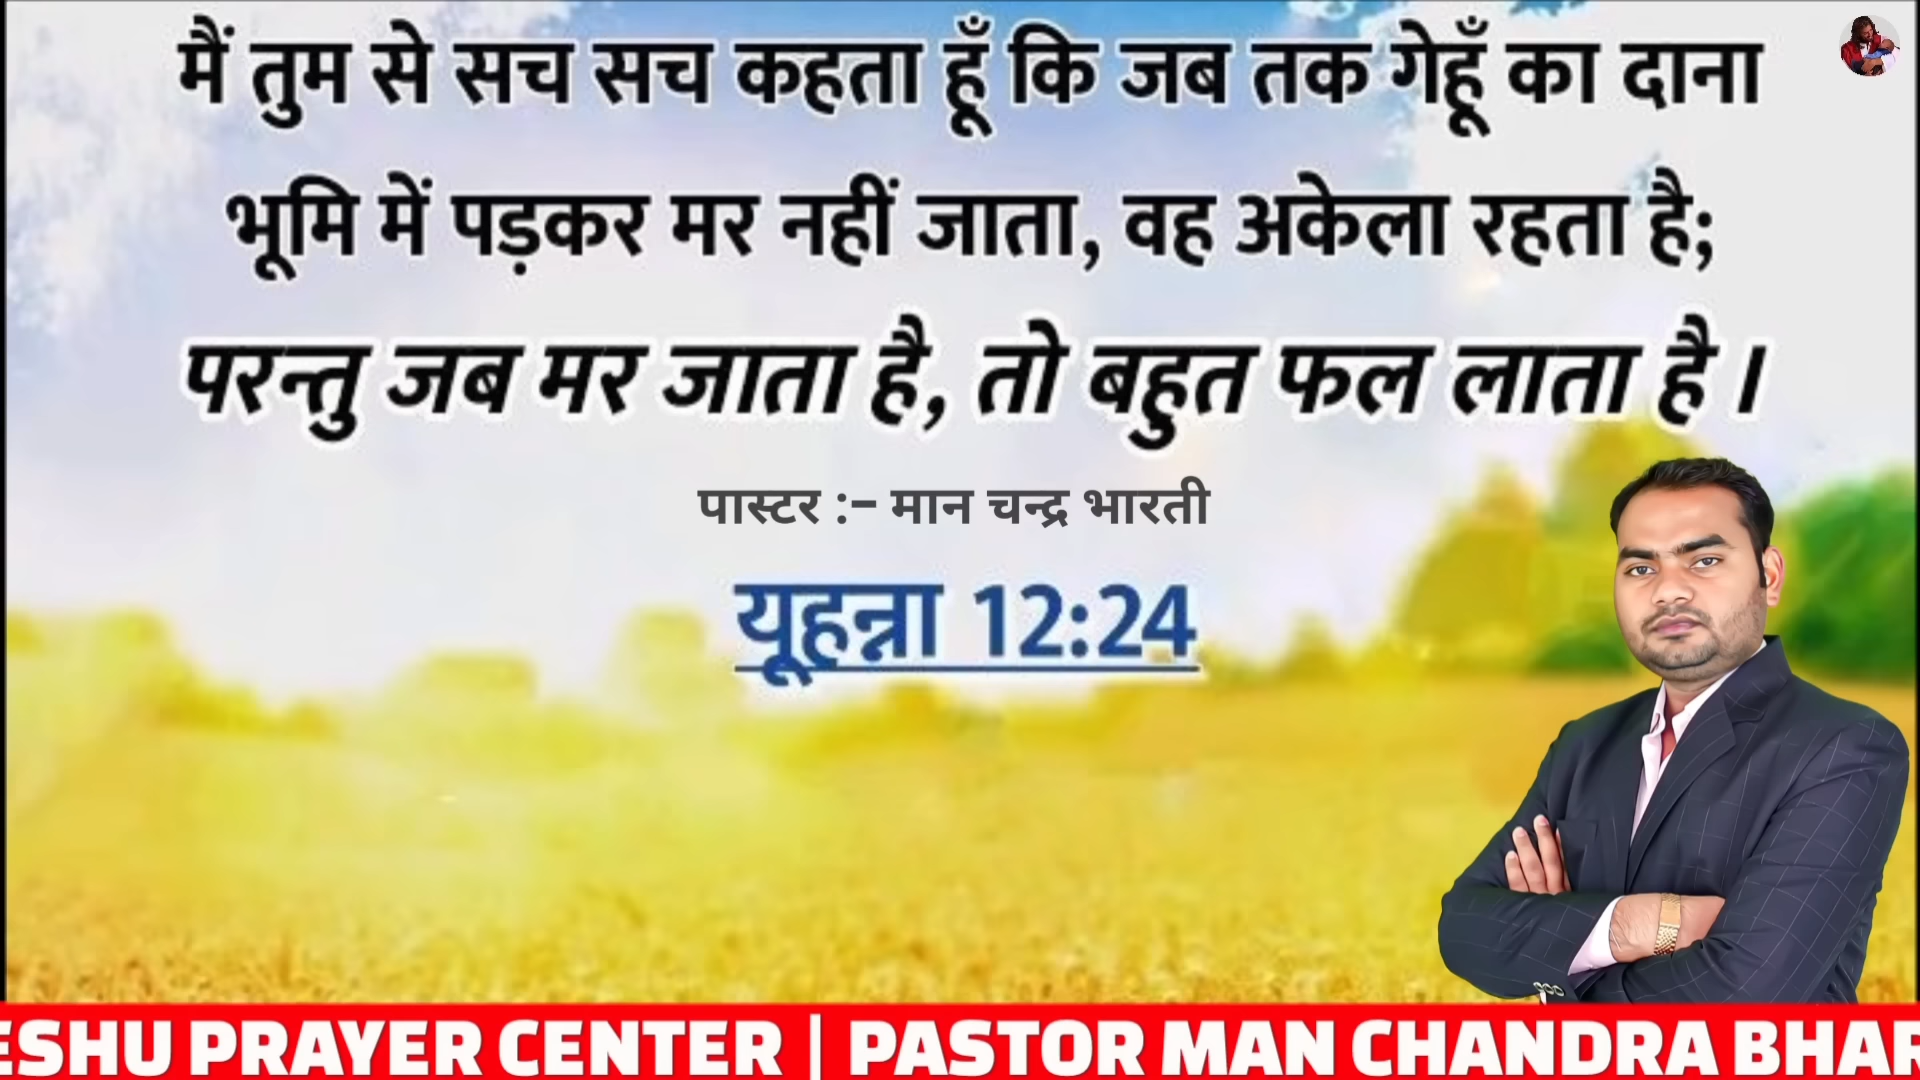 मैं तुम से सच सच कहता हूँ कि जब तक गेहूँ का दाना
भूमि में पड़कर मर नहीं जाता, वह अकेला रहता है;
परन्तु जब मर जाता है, तो बहुत फल लाता है।
पास्टर :– मान चन्द्र भारती
यूहन्ना 12:24
ESHU PRAYER CENTER | PASTOR MAN CHANDRA BHAR